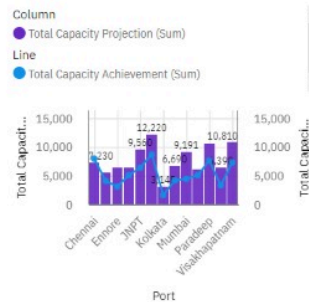 Column
Total Capacity Projection (Sum)
Line
Total Capacity Achievement (Sum)
Total Capacit...
15,000
10,000
5,000
0
12,220
9,550
9,191
6,690
10,810
15,000
10,000
5,000
0
Total Capaci...
Chennai
Ennore
JNPT
Kolkata
Mumbai
Paradeep
Visakhapatnam
Port